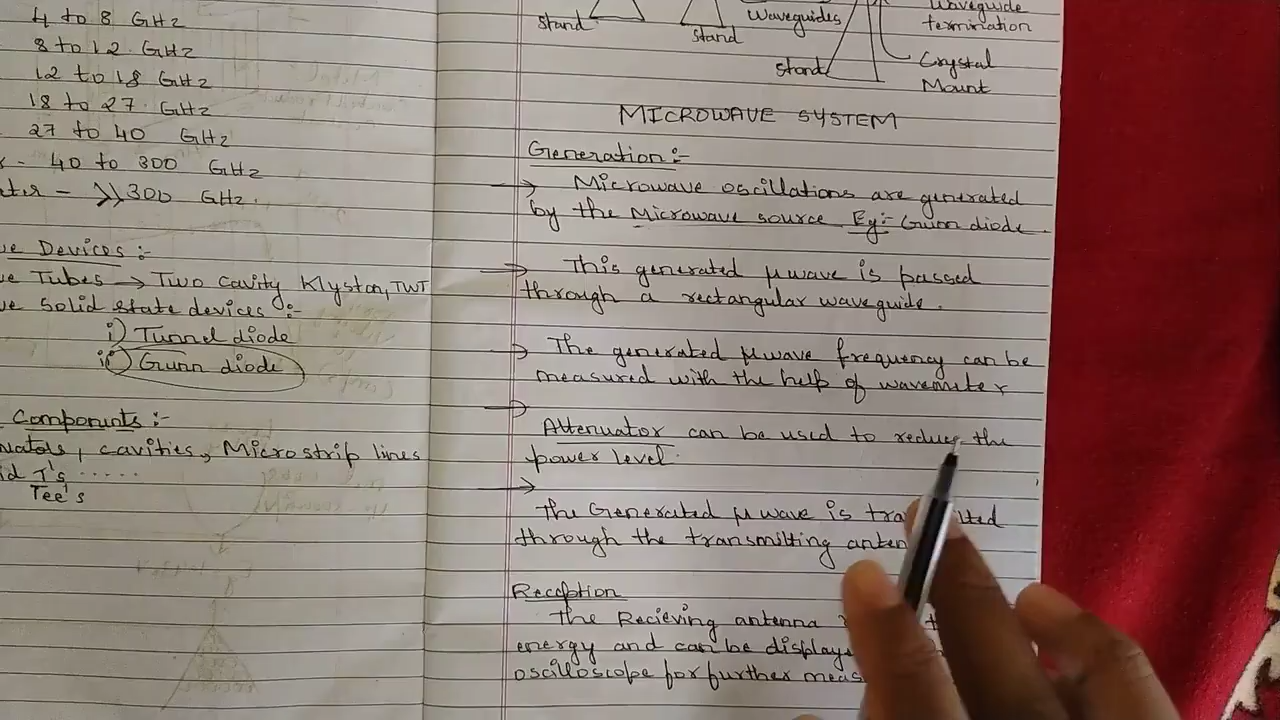 4 to 8 GHz
8 to 12 GHz
12 to 18 GHz
18 to 27 GHz
27 to 40 GHz
- 40 to 300 GHz
- >>300 GHz.
Devices :-
Tubes → Two cavity Klyston, TWT
solid state devices :-
i) Tunnel diode
ii) Gunn diode
Components :-
, cavities, Microstrip lines
T's .....
Tee's
Stand
Stand
Waveguides
Stand
Waveguide
termination
Crystal
Mount
MICROWAVE SYSTEM
Generation :-
→ Microwave oscillations are generated
by the Microwave source Eg:- Gunn diode.
→ This generated μwave is passed
through a rectangular waveguide.
→ The generated μwave frequency can be
measured with the help of wavemeter
→
Attenuator can be used to reduce the
power level.
→
The Generated μwave is
through the transmitting
Reception
The Recieving antenna
energy and can be
oscilloscope for further